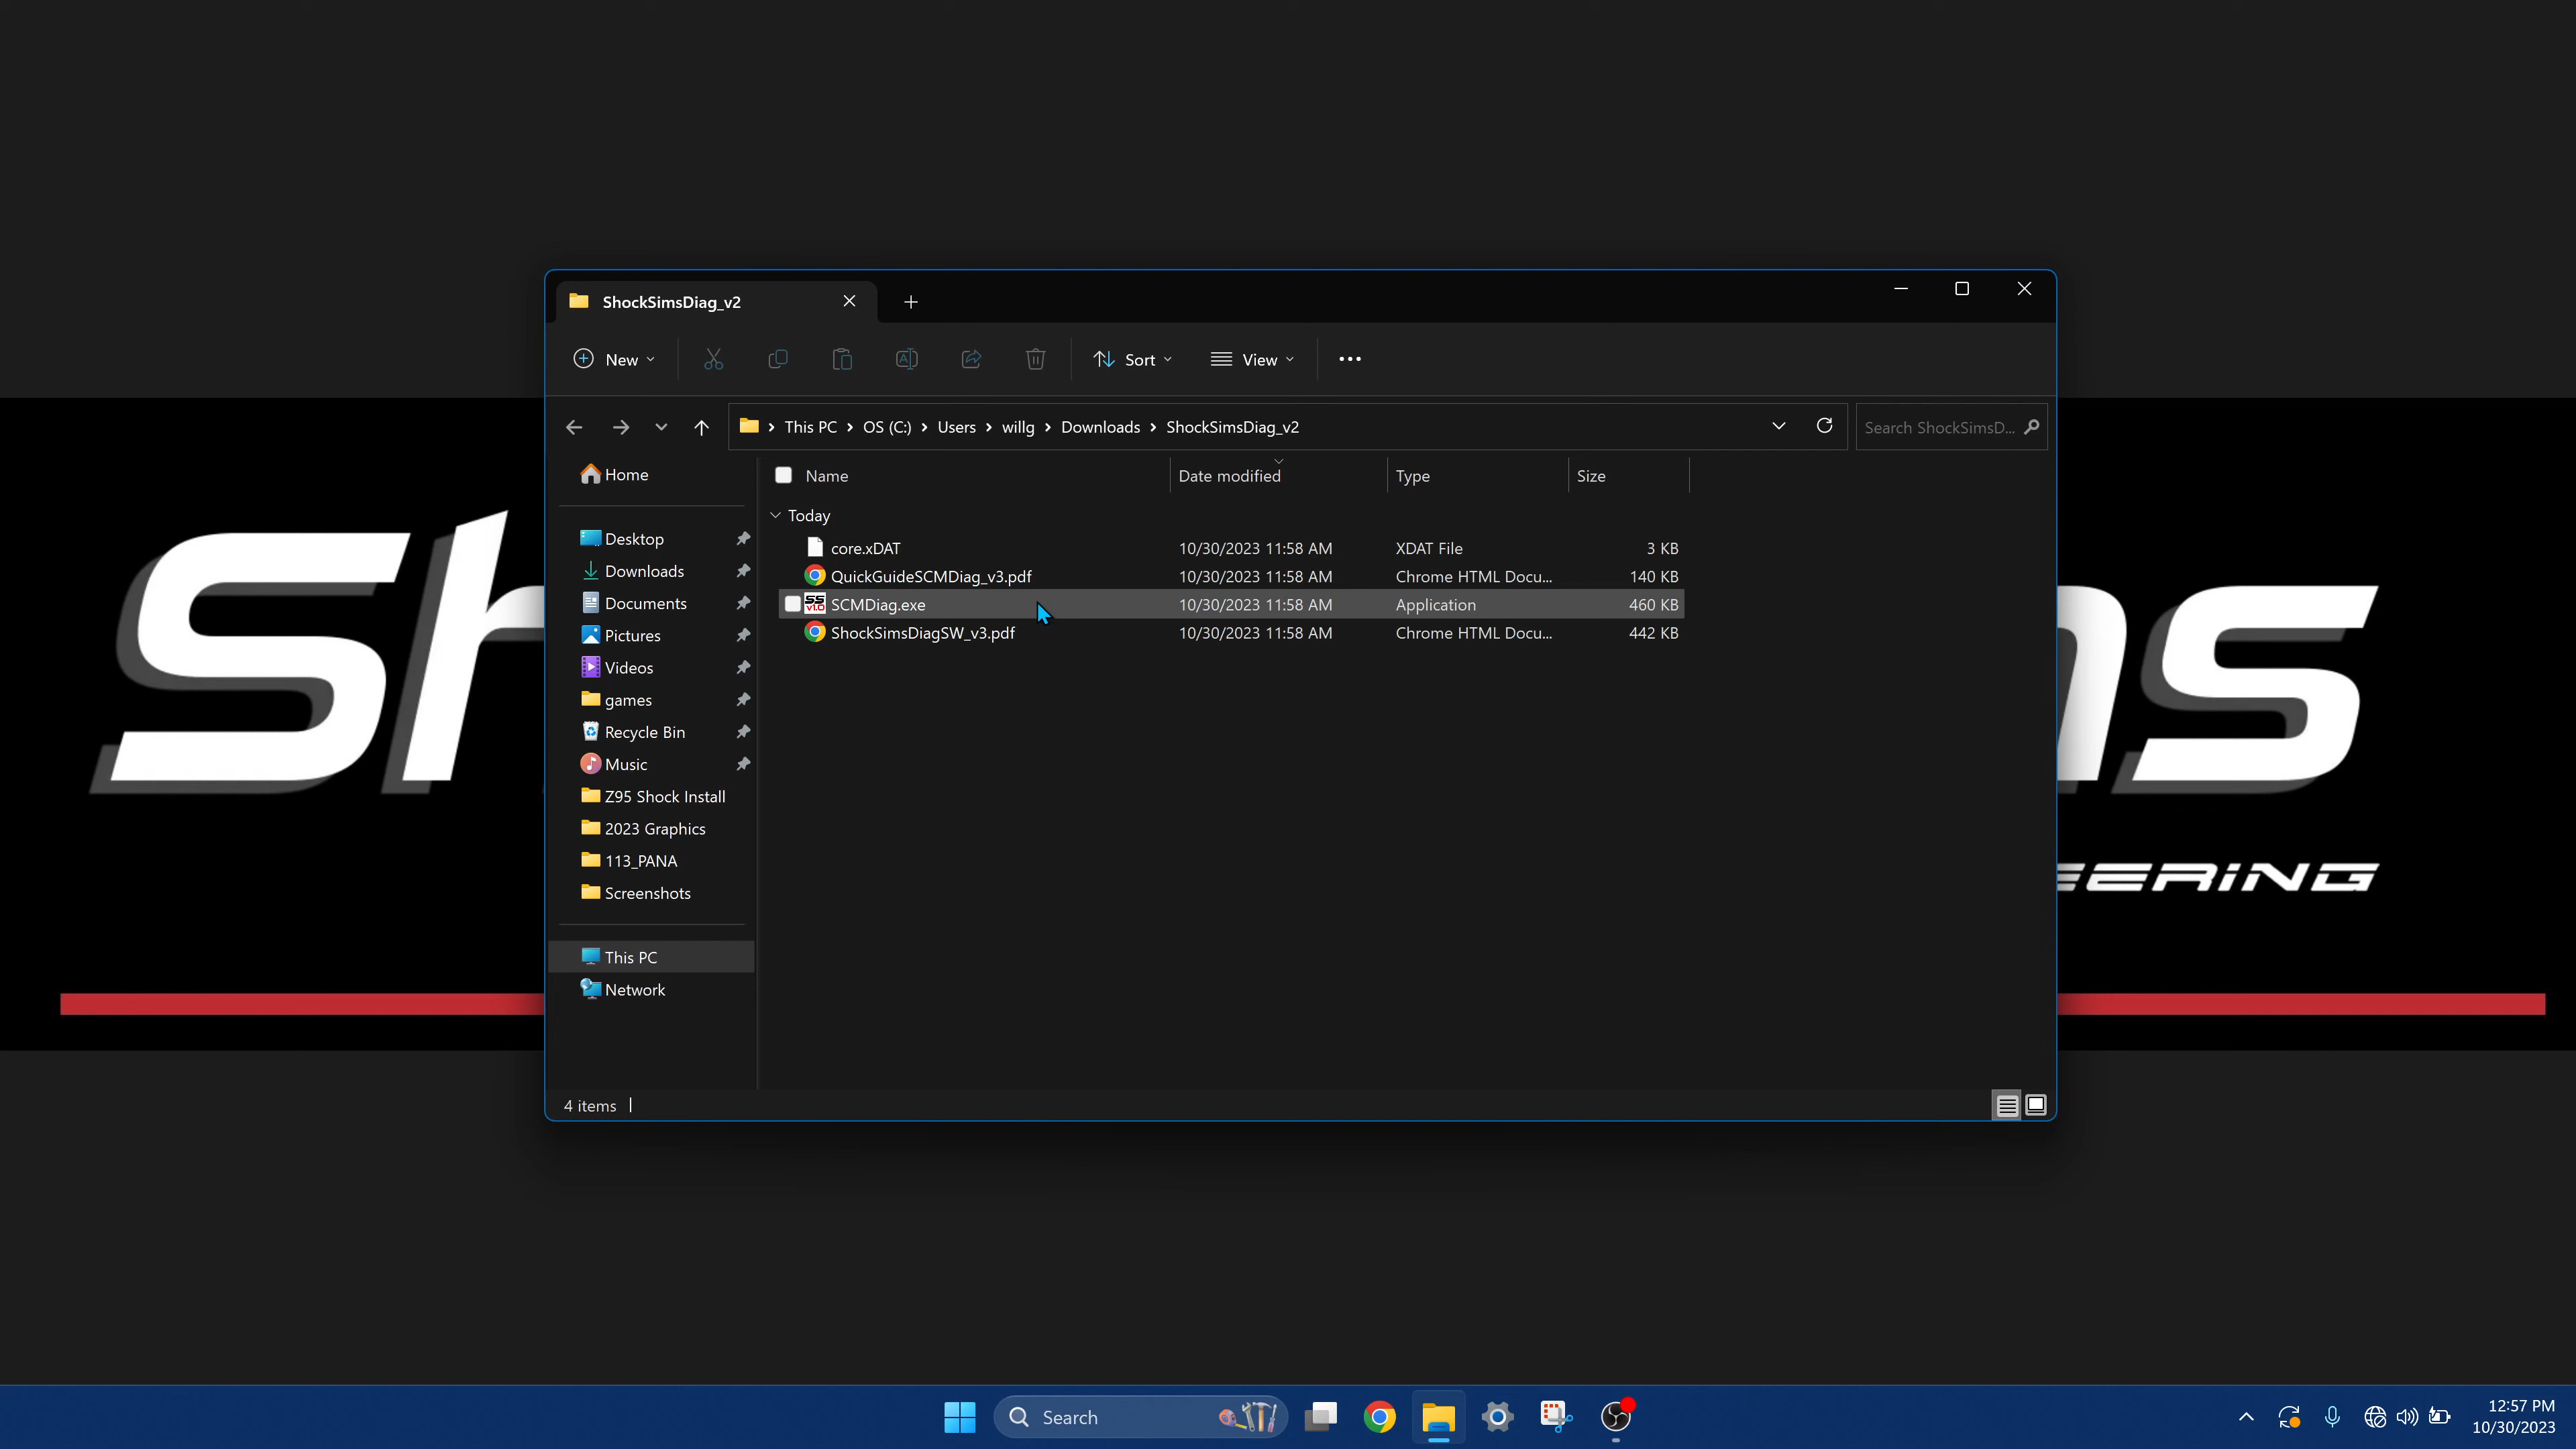 ShockSimsDiag_v2
New
Sort
View
This PC
OS (C:)
Users
willg
Downloads
ShockSimsDiag_v2
Search ShockSimsD...
Home
Desktop
Downloads
Documents
Pictures
Videos
games
Recycle Bin
Music
Z95 Shock Install
2023 Graphics
113_PANA
Screenshots
This PC
Network
Name Date modified Type Size
Today
core.xDAT 10/30/2023 11:58 AM XDAT File 3 KB
QuickGuideSCMDiag_v3.pdf 10/30/2023 11:58 AM Chrome HTML Docu... 140 KB
SS v1.0 SCMDiag.exe 10/30/2023 11:58 AM Application 460 KB
ShockSimsDiagSW_v3.pdf 10/30/2023 11:58 AM Chrome HTML Docu... 442 KB
4 items
Search
12:57 PM
10/30/2023